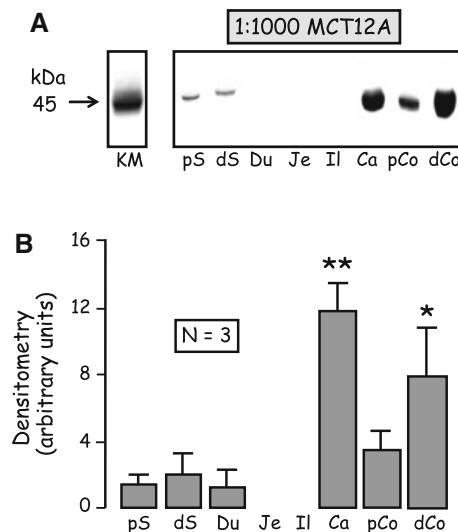 A
1:1000 MCT12A
kDa
45 →
KM
pS dS Du Je Il Ca pCo dCo
B
Densitometry
(arbitrary units)
16
12
8
4
0
N = 3
**
*
pS dS Du Je Il Ca pCo dCo